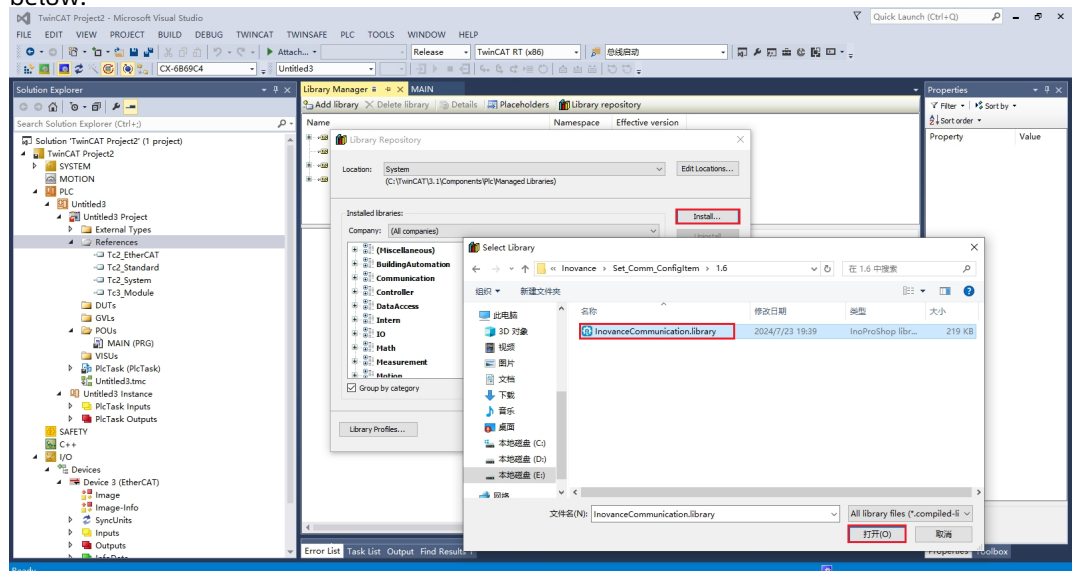 below.
TwinCAT Project2 - Microsoft Visual Studio
Quick Launch (Ctrl+Q)
FILE EDIT VIEW PROJECT BUILD DEBUG TWINCAT TWINSAFE PLC TOOLS WINDOW HELP
Attach... Release TwinCAT RT (x86) 总线启动
CX-6B69C4 Untitled3
Solution Explorer
Search Solution Explorer (Ctrl+;)
Solution 'TwinCAT Project2' (1 project)
TwinCAT Project2
SYSTEM
MOTION
PLC
Untitled3
Untitled3 Project
External Types
References
Tc2_EtherCAT
Tc2_Standard
Tc2_System
Tc3_Module
DUTs
GVLs
POUs
MAIN (PRG)
VISUs
PlcTask (PlcTask)
Untitled3.tmc
Untitled3 Instance
PlcTask Inputs
PlcTask Outputs
SAFETY
C++
I/O
Devices
Device 3 (EtherCAT)
Image
Image-Info
SyncUnits
Inputs
Outputs
InfoData
Library Manager MAIN
Add library Delete library Details Placeholders Library repository
Name Namespace Effective version
Library Repository
Location: System Edit Locations...
(C:\TwinCAT\3.1\Components\Plc\Managed Libraries)
Installed libraries: Install...
Company: (All companies) Uninstall
(Miscellaneous)
BuildingAutomation
Communication
Controller
DataAccess
Intern
IO
Math
Measurement
Motion
Group by category
Library Profiles...
Select Library
« Inovance › Set_Comm_ConfigItem › 1.6 在 1.6 中搜索
组织 新建文件夹
名称 修改日期 类型 大小
InovanceCommunication.library 2024/7/23 19:39 InoProShop libr... 219 KB
此电脑
3D 对象
视频
图片
文档
下载
音乐
桌面
本地磁盘 (C:)
本地磁盘 (D:)
本地磁盘 (E:)
网络
文件名(N): InovanceCommunication.library All library files (*.compiled-li
打开(O) 取消
Properties
Filter Sort by
Sort order
Property Value
Error List Task List Output Find Results 1
Properties Toolbox
Ready